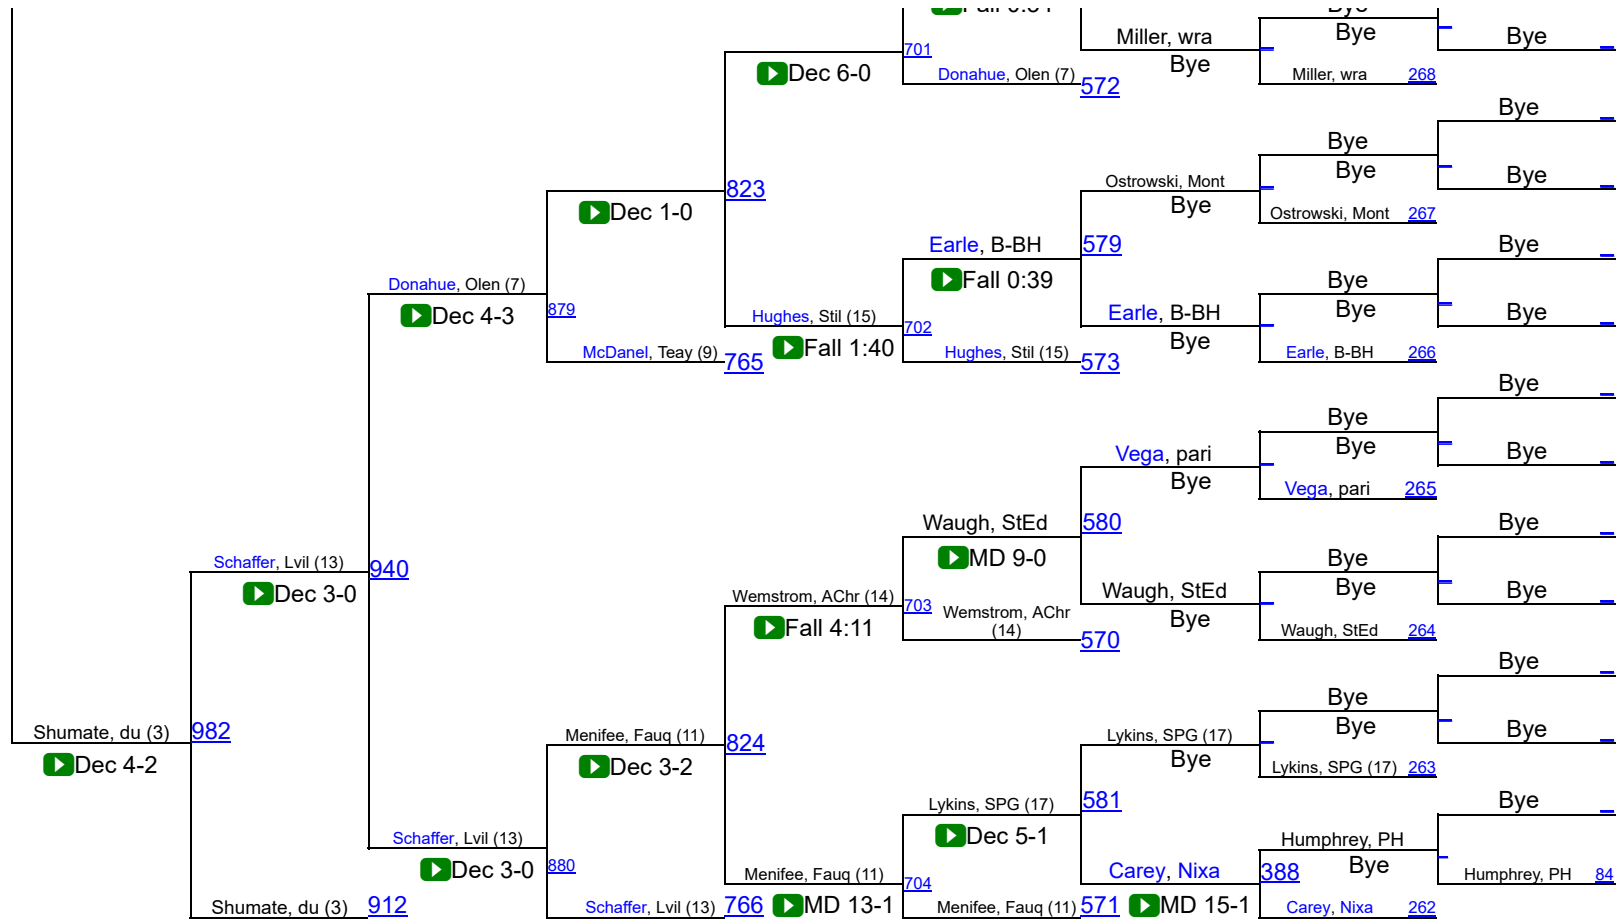 Miller, wra
Bye
Bye
Bye
701
Dec 6-0
Donahue, Olen (7)
572
Bye
Miller, wra 268
Bye
Bye
Bye
Bye
823
Ostrowski, Mont
Dec 1-0
Bye
Ostrowski, Mont 267
Earle, B-BH
579
Bye
Donahue, Olen (7)
Fall 0:39
Bye
Dec 4-3
879
Hughes, Stil (15)
702
Earle, B-BH
Bye
Bye
McDanel, Teay (9) 765
Fall 1:40
Hughes, Stil (15) 573
Bye
Earle, B-BH 266
Bye
Bye
Vega, pari
Bye
Bye
Bye
Vega, pari 265
Waugh, StEd
580
Bye
Schaffer, Lvil (13)
940
MD 9-0
Bye
Dec 3-0
Wemstrom, AChr (14)
703
Waugh, StEd
Bye
Bye
Fall 4:11
Wemstrom, AChr
(14)
570
Bye
Waugh, StEd 264
Bye
Bye
Shumate, du (3)
982
Menifee, Fauq (11)
824
Lykins, SPG (17)
Bye
Bye
Dec 4-2
Dec 3-2
Bye
Lykins, SPG (17) 263
Lykins, SPG (17)
581
Bye
Schaffer, Lvil (13)
Dec 5-1
Humphrey, PH
Dec 3-0
880
Menifee, Fauq (11)
704
Carey, Nixa
388
Bye
Humphrey, PH 84
Shumate, du (3) 912
Schaffer, Lvil (13) 766
MD 13-1
Menifee, Fauq (11) 571
MD 15-1
Carey, Nixa 262